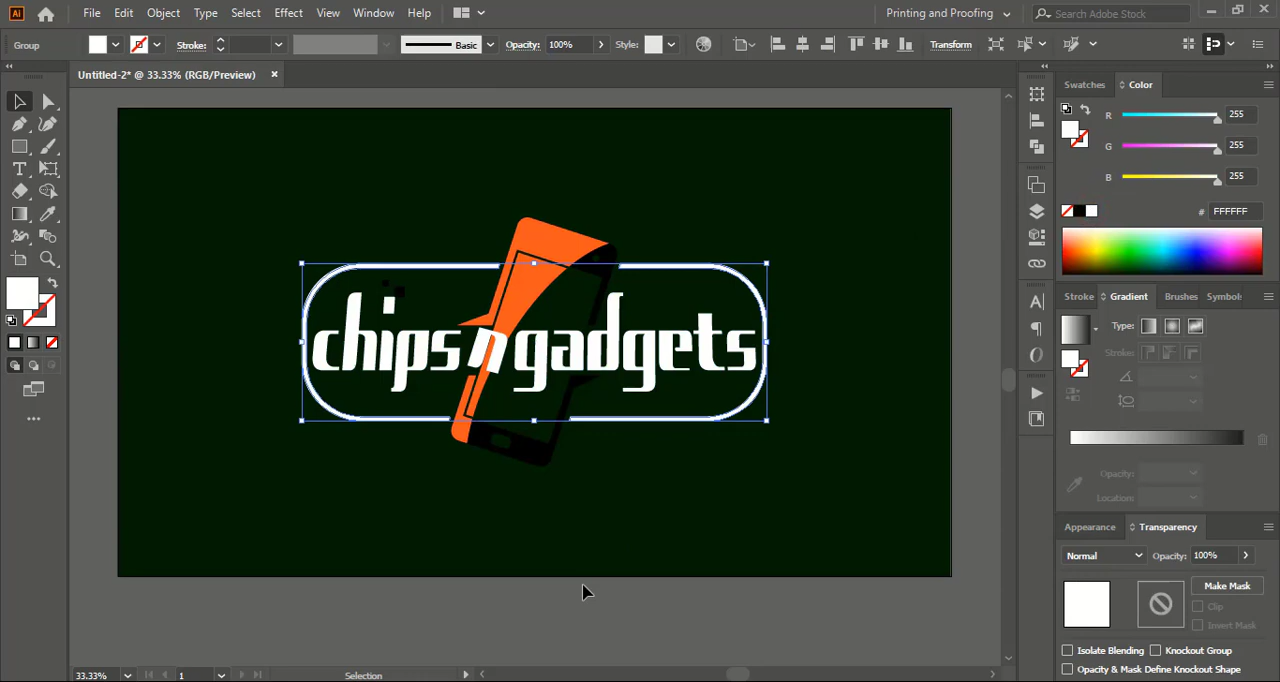 Ai File Edit Object Type Select Effect View Window Help Printing and Proofing Search Adobe Stock
Group Stroke: Basic Opacity: 100% Style: Transform
Untitled-2* @ 33.33% (RGB/Preview) ×
Swatches Color
R 255
G 255
B 255
# FFFFFF
chips n gadgets
Stroke Gradient Brushes Symbols
Type:
Stroke:
Opacity:
Location:
Appearance Transparency
Normal Opacity: 100%
Make Mask
Clip
Invert Mask
Isolate Blending Knockout Group
Opacity & Mask Define Knockout Shape
33.33% 1 Selection